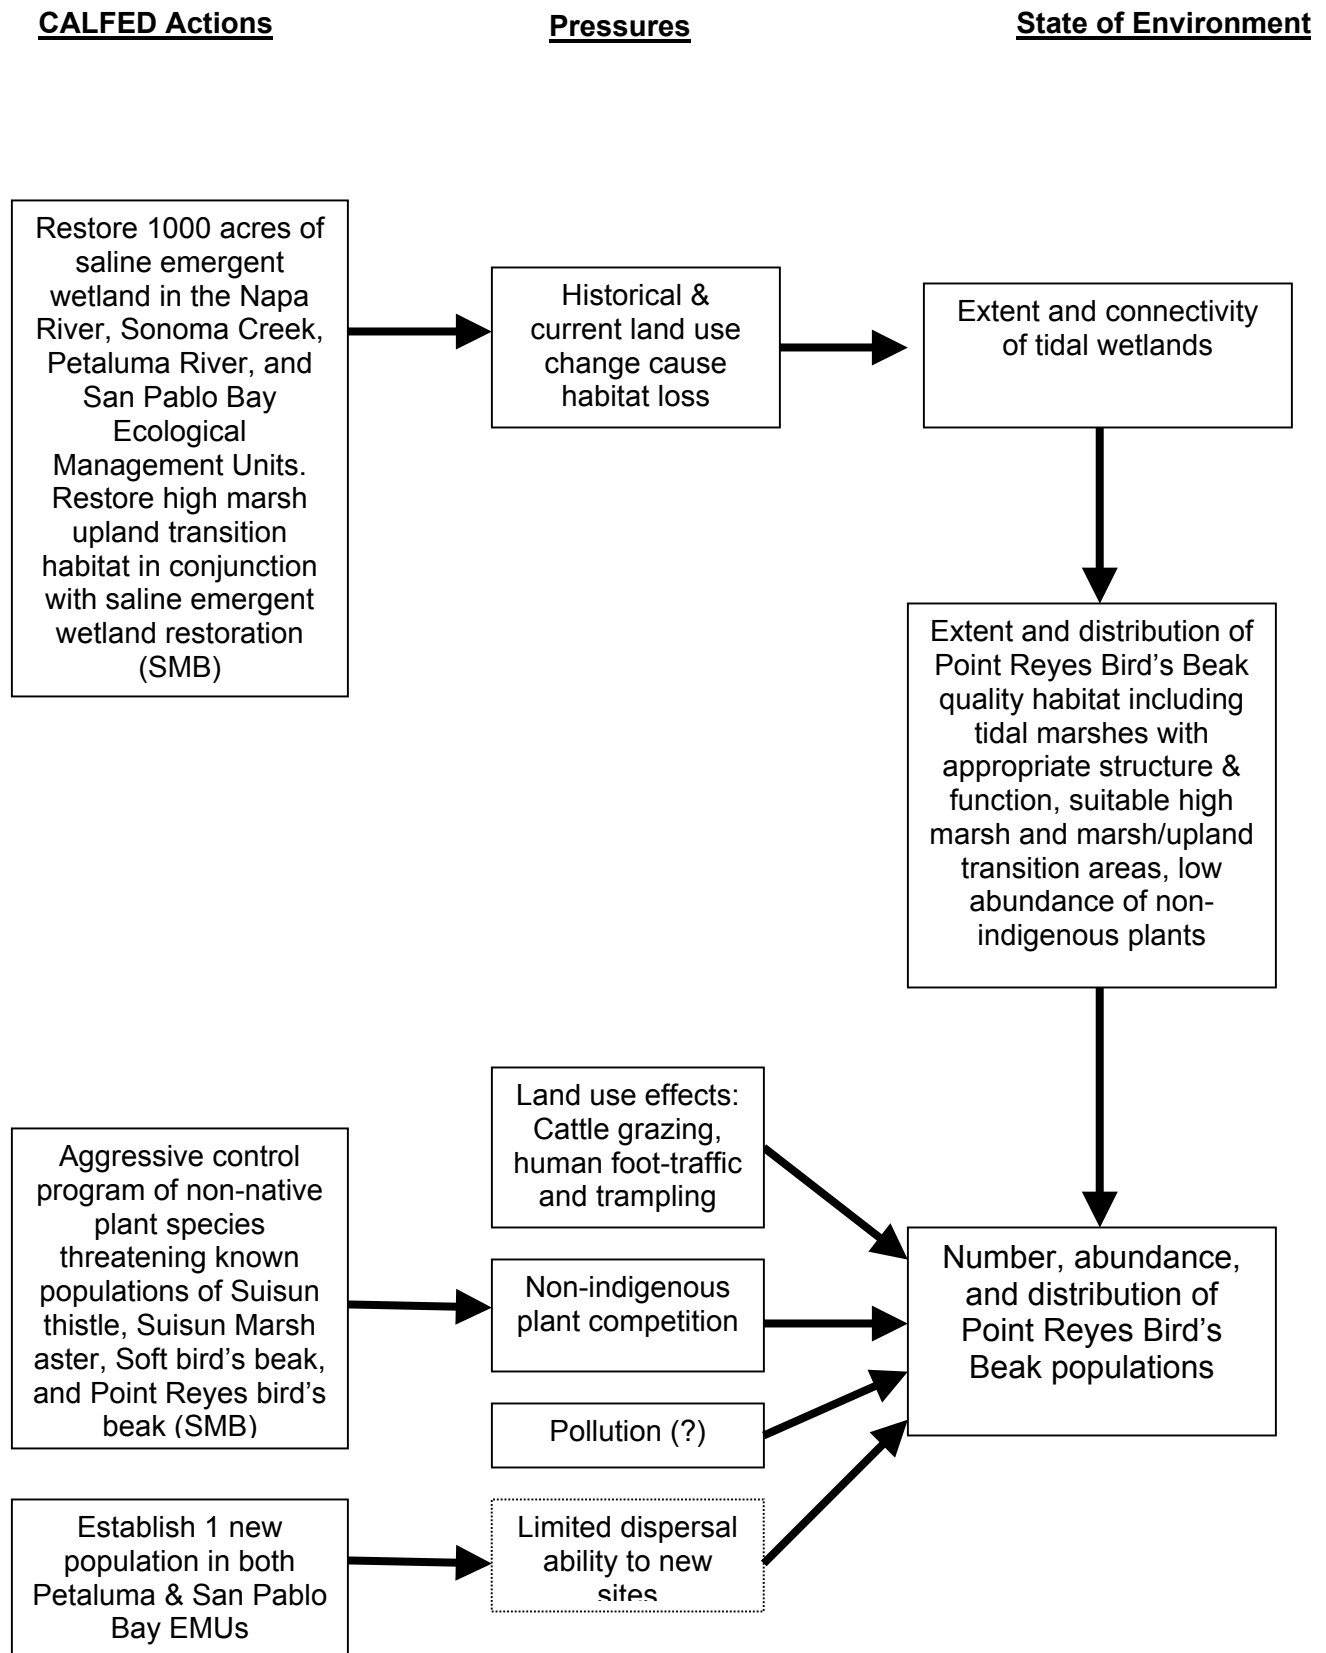 CALFED Actions
Pressures
State of Environment
Restore 1000 acres of
saline emergent
wetland in the Napa
River, Sonoma Creek,
Petaluma River, and
San Pablo Bay
Ecological
Management Units.
Restore high marsh
upland transition
habitat in conjunction
with saline emergent
wetland restoration
(SMB)
Historical &
current land use
change cause
habitat loss
Extent and connectivity
of tidal wetlands
Extent and distribution of
Point Reyes Bird's Beak
quality habitat including
tidal marshes with
appropriate structure &
function, suitable high
marsh and marsh/upland
transition areas, low
abundance of non-
indigenous plants
Land use effects:
Cattle grazing,
human foot-traffic
and trampling
Aggressive control
program of non-native
plant species
threatening known
populations of Suisun
thistle, Suisun Marsh
aster, Soft bird's beak,
and Point Reyes bird's
beak (SMB)
Non-indigenous
plant competition
Number, abundance,
and distribution of
Point Reyes Bird's
Beak populations
Pollution (?)
Establish 1 new
population in both
Petaluma & San Pablo
Bay EMUs
Limited dispersal
ability to new
sites